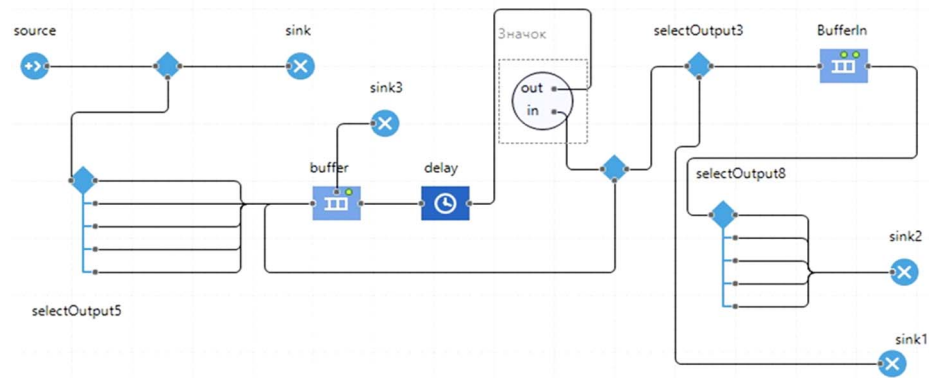 source
sink
Значок
selectOutput3
BufferIn
sink3
out
in
buffer
delay
selectOutput8
sink2
selectOutput5
sink1